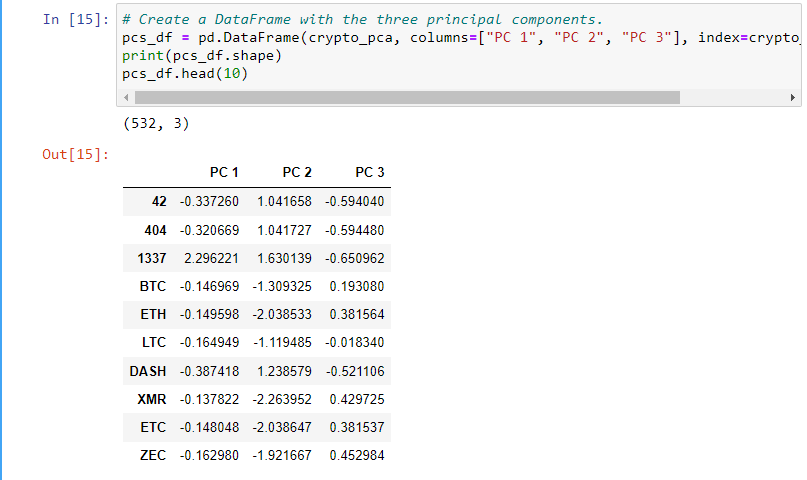 In [15]: # Create a DataFrame with the three principal components.
pcs_df = pd.DataFrame(crypto_pca, columns=["PC 1", "PC 2", "PC 3"], index=crypto_
print(pcs_df.shape)
pcs_df.head(10)
(532, 3)
Out[15]:
PC 1 PC 2 PC 3
42 -0.337260 1.041658 -0.594040
404 -0.320669 1.041727 -0.594480
1337 2.296221 1.630139 -0.650962
BTC -0.146969 -1.309325 0.193080
ETH -0.149598 -2.038533 0.381564
LTC -0.164949 -1.119485 -0.018340
DASH -0.387418 1.238579 -0.521106
XMR -0.137822 -2.263952 0.429725
ETC -0.148048 -2.038647 0.381537
ZEC -0.162980 -1.921667 0.452984